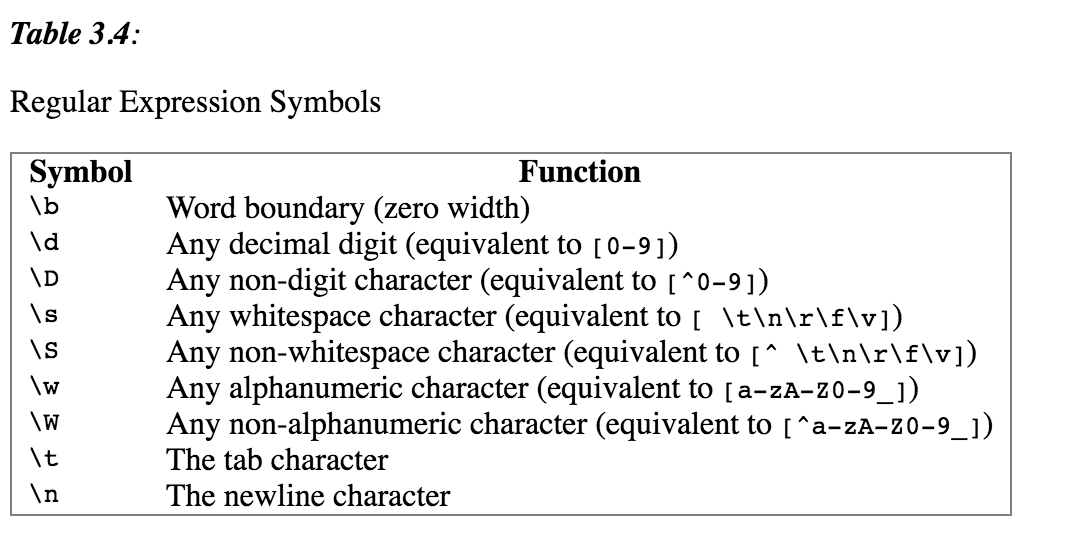 Table 3.4:
Regular Expression Symbols
Symbol Function
\b Word boundary (zero width)
\d Any decimal digit (equivalent to [0-9])
\D Any non-digit character (equivalent to [^0-9])
\s Any whitespace character (equivalent to [ \t\n\r\f\v])
\S Any non-whitespace character (equivalent to [^ \t\n\r\f\v])
\w Any alphanumeric character (equivalent to [a-zA-Z0-9_])
\W Any non-alphanumeric character (equivalent to [^a-zA-Z0-9_])
\t The tab character
\n The newline character